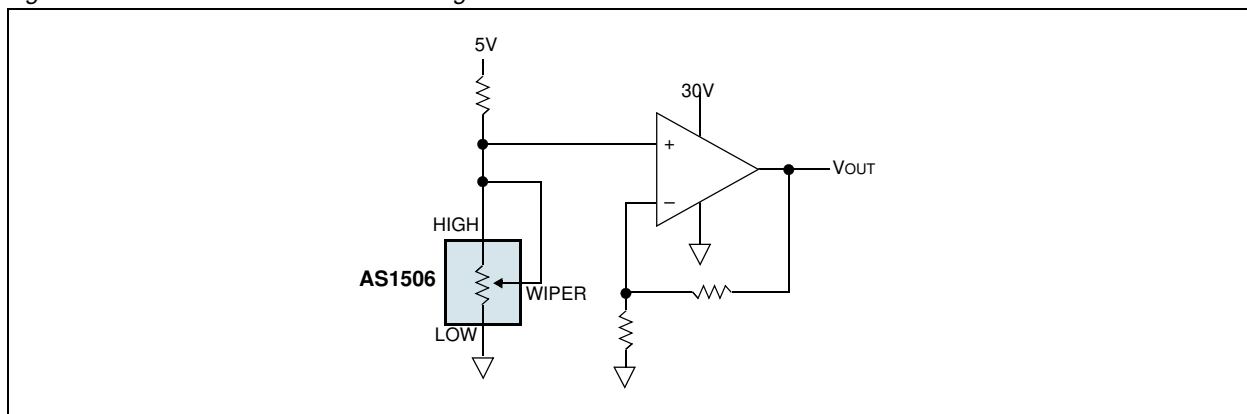 5V
30V
+
–
VOUT
HIGH
AS1506
WIPER
LOW